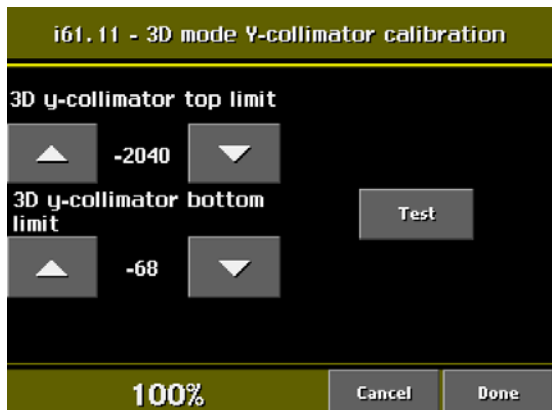 i61.11 - 3D mode Y-collimator calibration
3D y-collimator top limit
-2040
3D y-collimator bottom
limit
Test
-68
100%
Cancel
Done